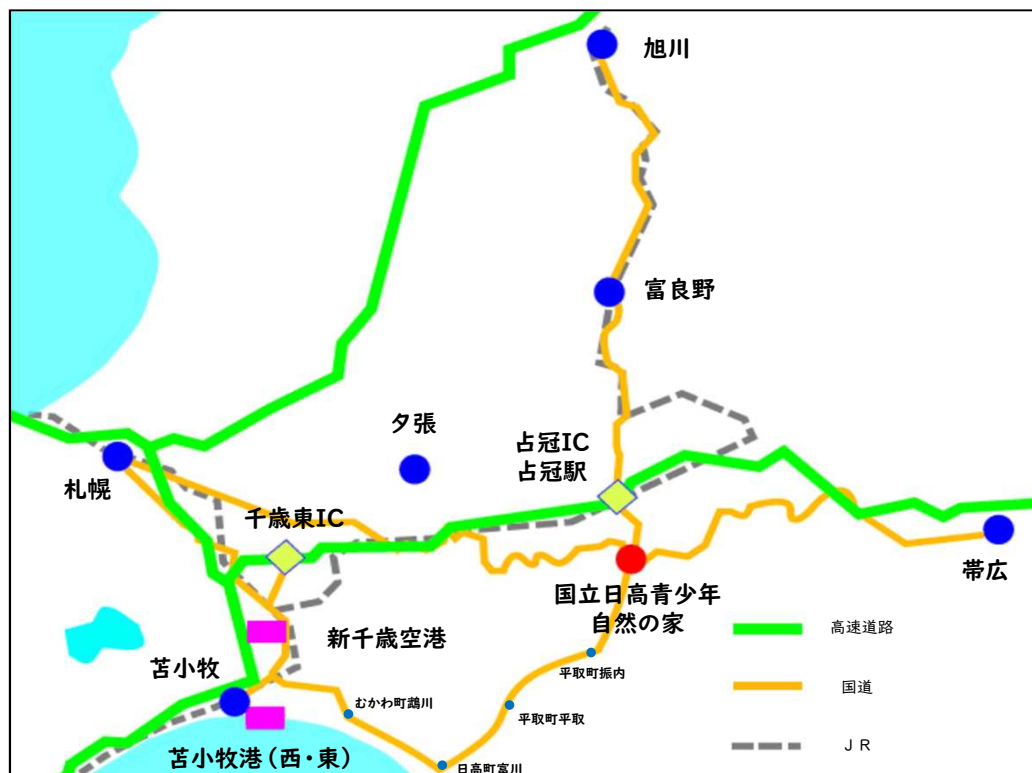 旭川
富良野
夕張
占冠IC
占冠駅
札幌
千歳東IC
帯広
国立日高青少年
自然の家
高速道路
新千歳空港
苫小牧
平取町振内
国道
むかわ町鵡川
平取町平取
ＪＲ
苫小牧港（西・東）
日高町富川